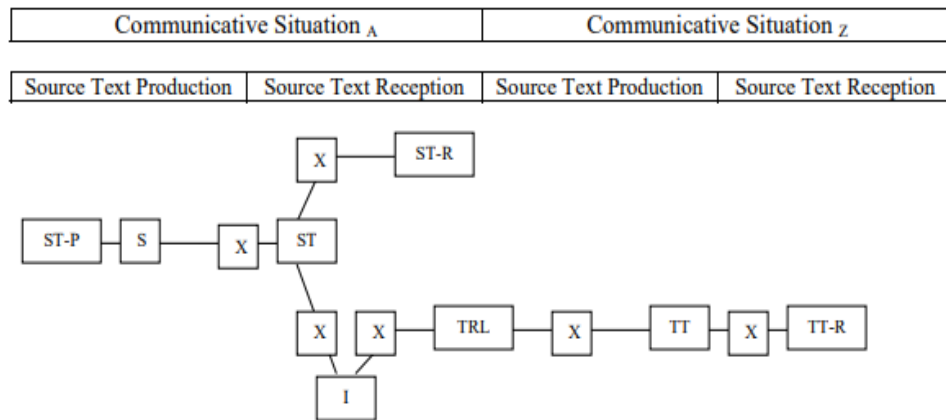 Communicative Situation A Communicative Situation Z
Source Text Production Source Text Reception Source Text Production Source Text Reception
X ST-R
ST-P S X ST
X X TRL X TT X TT-R
I